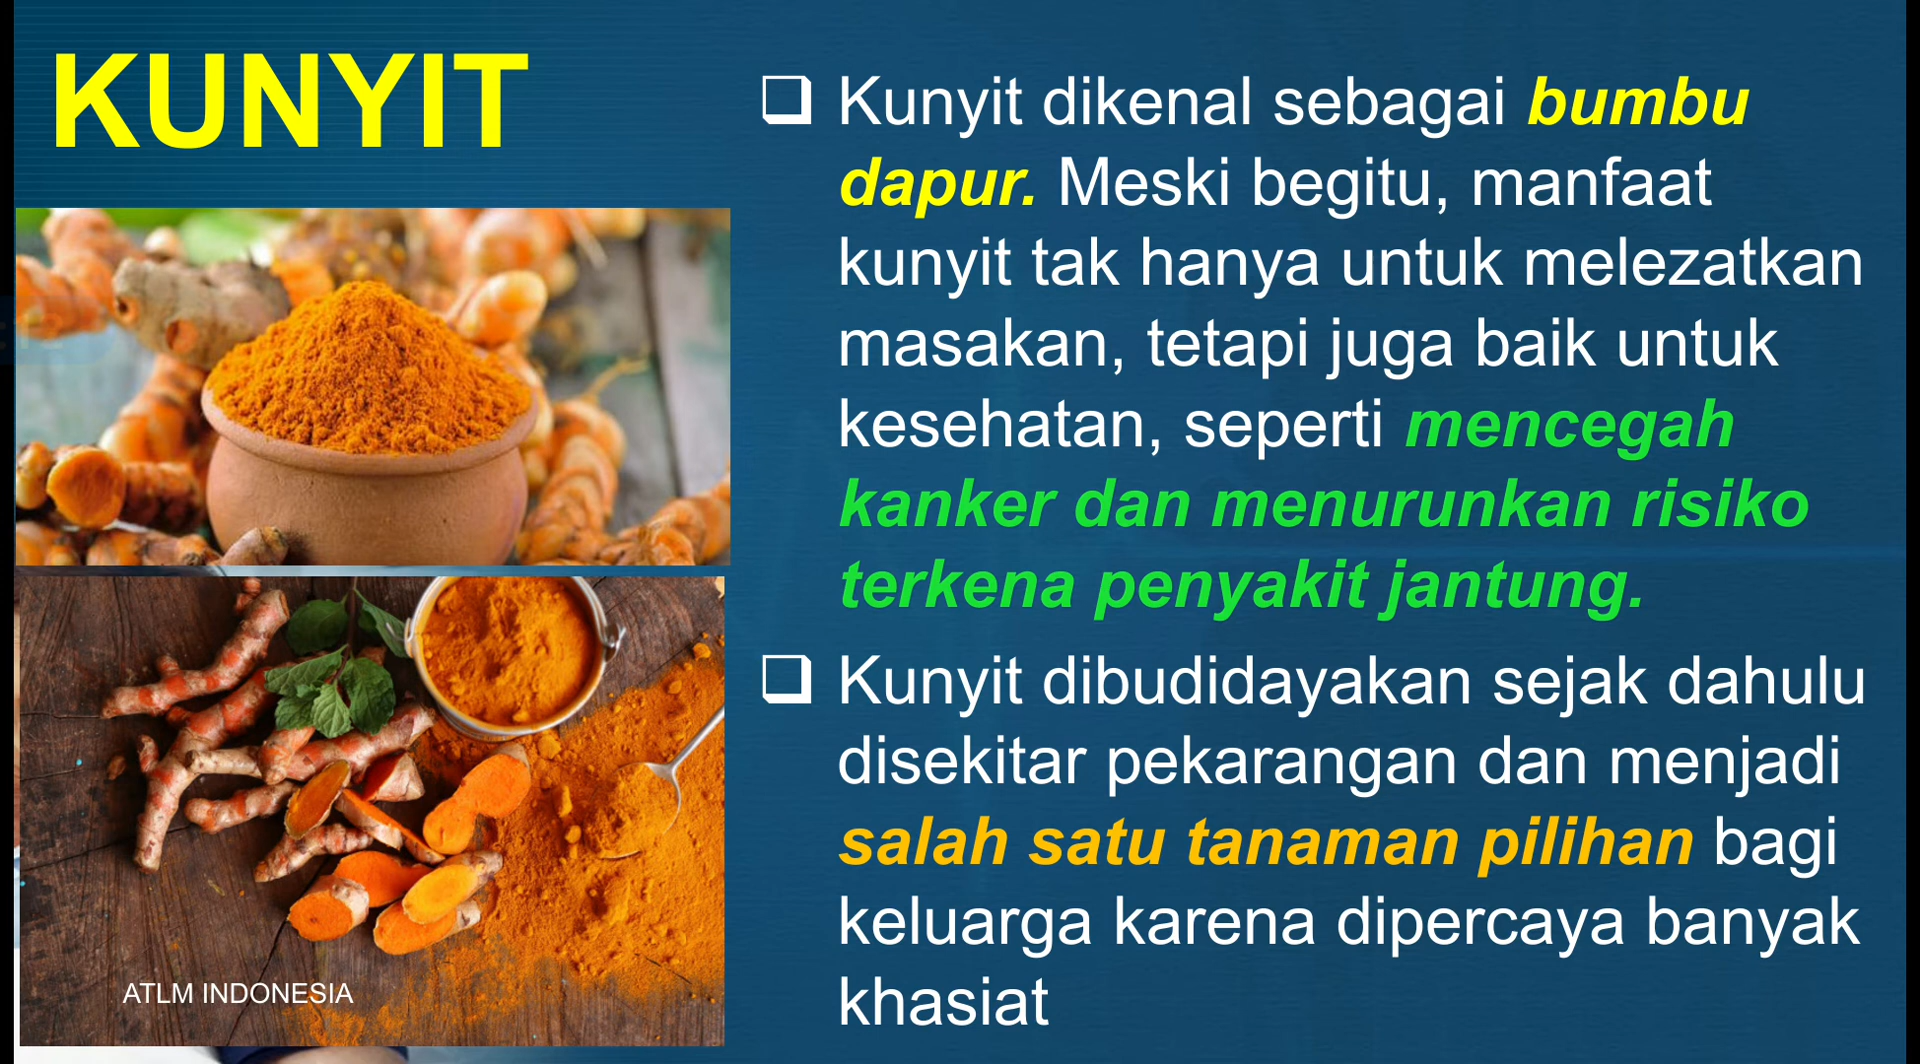 KUNYIT
❑ Kunyit dikenal sebagai bumbu
dapur. Meski begitu, manfaat
kunyit tak hanya untuk melezatkan
masakan, tetapi juga baik untuk
kesehatan, seperti mencegah
kanker dan menurunkan risiko
terkena penyakit jantung.
❑ Kunyit dibudidayakan sejak dahulu
disekitar pekarangan dan menjadi
salah satu tanaman pilihan bagi
keluarga karena dipercaya banyak
khasiat
ATLM INDONESIA